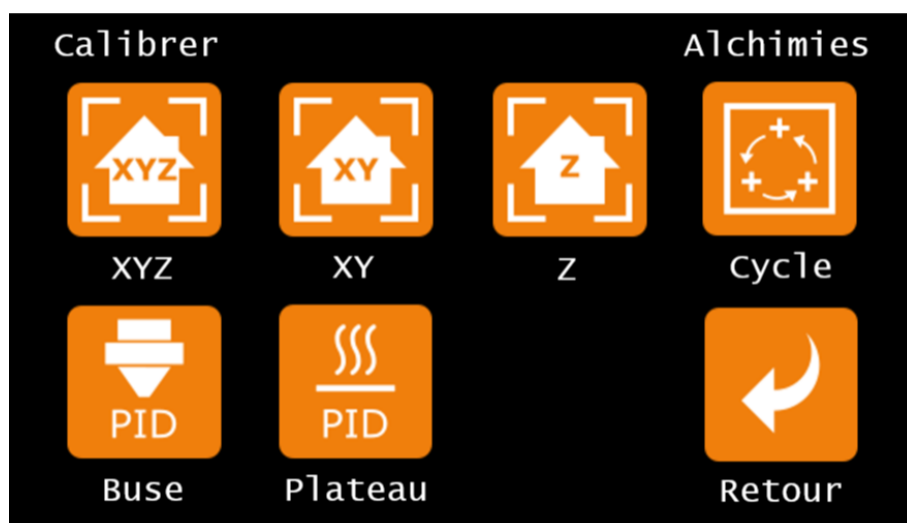 Calibrer Alchimies
XYZ XY Z
XYZ XY Z Cycle
PID PID
Buse Plateau Retour